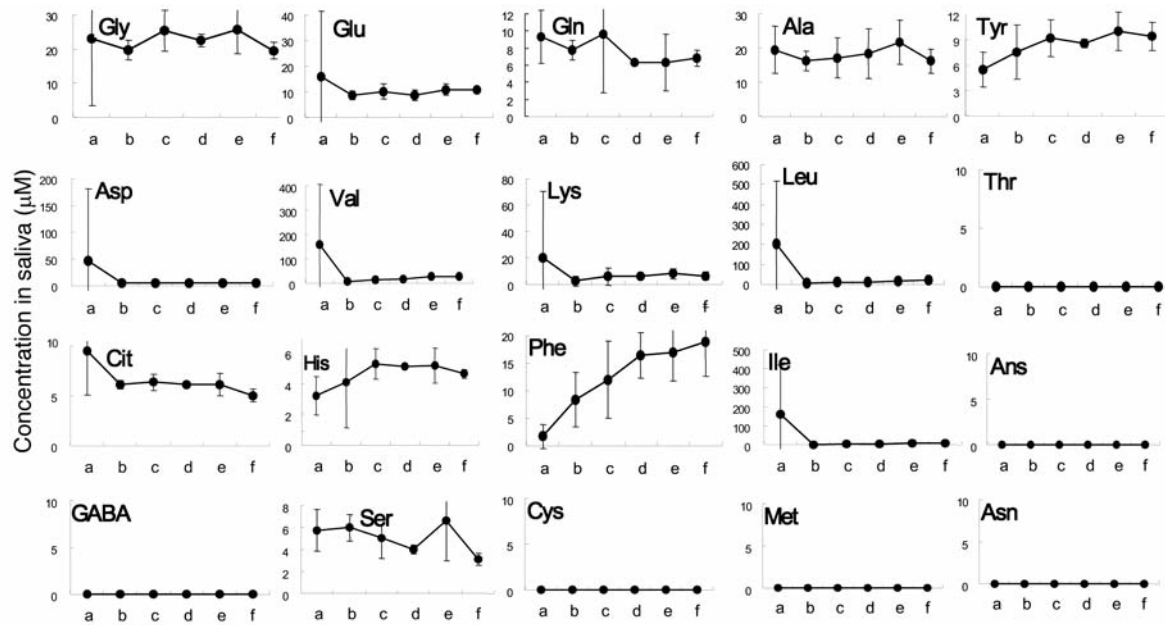 Concentration in saliva (μM)
Gly
30
20
10
0
a b c d e f
Glu
40
30
20
10
0
a b c d e f
Gln
12
10
8
6
4
2
0
a b c d e f
Ala
30
20
10
0
a b c d e f
Tyr
12
9
6
3
0
a b c d e f
Asp
200
150
100
50
0
a b c d e f
Val
400
300
200
100
0
a b c d e f
Lys
80
60
40
20
0
a b c d e f
Leu
600
500
400
300
200
100
0
a b c d e f
Thr
10
5
0
a b c d e f
Cit
10
5
0
a b c d e f
His
6
4
2
0
a b c d e f
Phe
20
15
10
5
0
a b c d e f
Ile
500
400
300
200
100
0
a b c d e f
Ans
10
5
0
a b c d e f
GABA
10
5
0
a b c d e f
Ser
8
6
4
2
0
a b c d e f
Cys
10
5
0
a b c d e f
Met
10
5
0
a b c d e f
Asn
10
5
0
a b c d e f